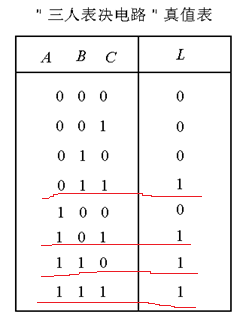 "三人表决电路"真值表
A B C L
0 0 0 0
0 0 1 0
0 1 0 0
0 1 1 1
1 0 0 0
1 0 1 1
1 1 0 1
1 1 1 1